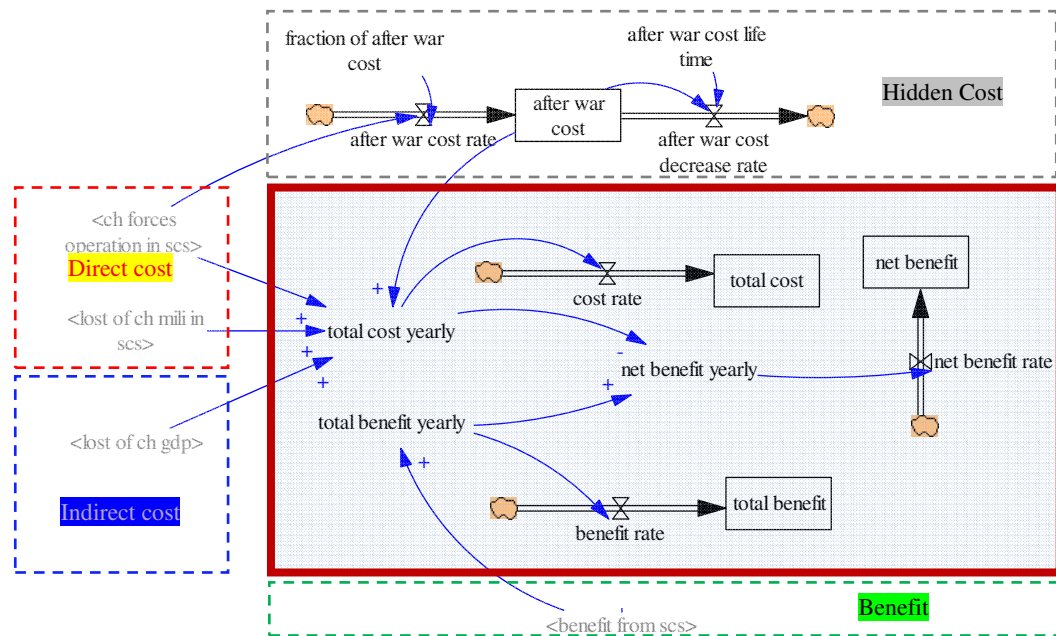 fraction of after war
cost
after war cost life
time
Hidden Cost
after war
cost
after war cost rate
after war cost
decrease rate
<ch forces
operation in scs>
Direct cost
<lost of ch mili in
scs>
total cost
net benefit
cost rate
+
+
total cost yearly
+
+
-
+
net benefit yearly
net benefit rate
total benefit yearly
<lost of ch gdp>
+
Indirect cost
total benefit
benefit rate
Benefit
<benefit from scs>